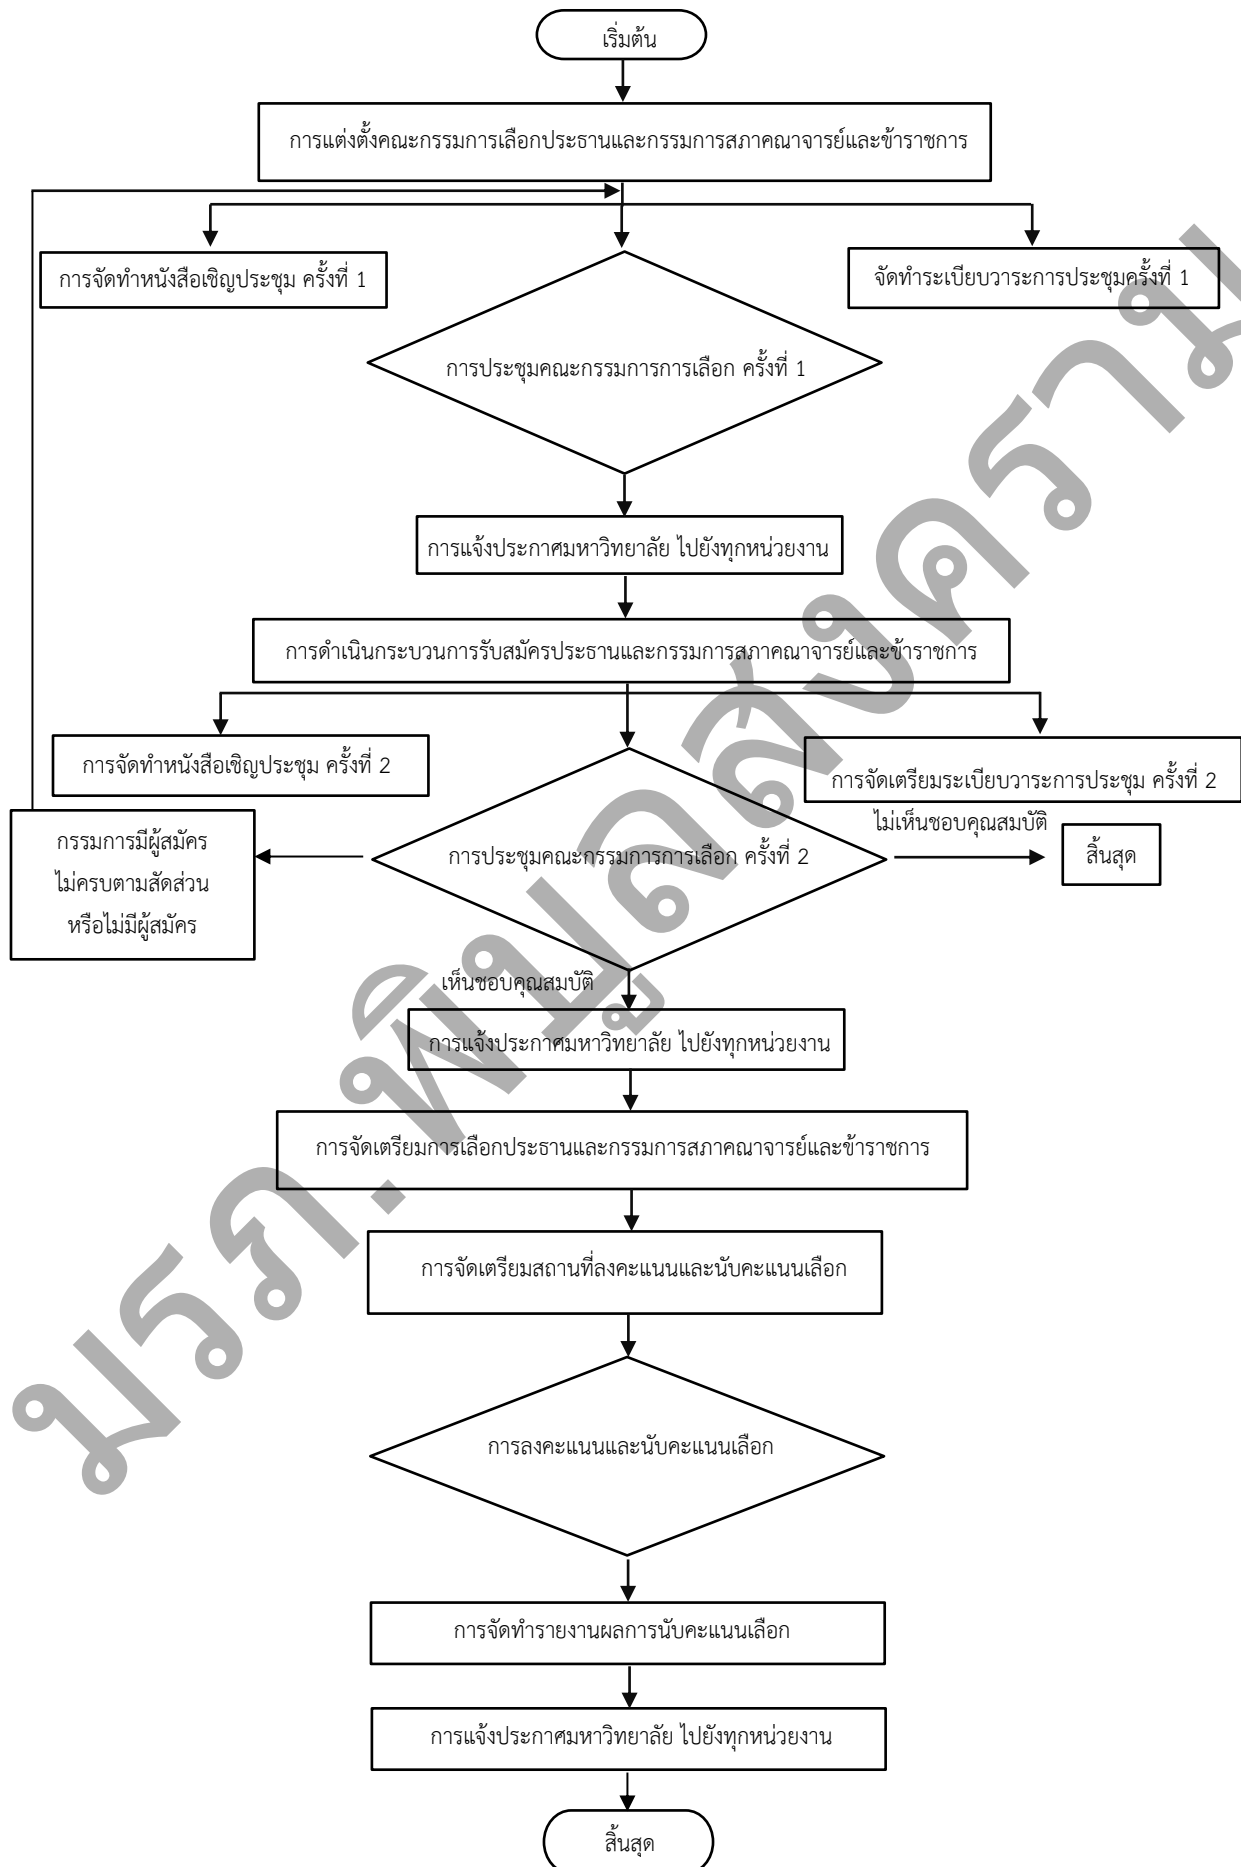 เริ่มต้น
การแต่งตั้งคณะกรรมการเลือกประธานและกรรมการสภาคณาจารย์และข้าราชการ
การจัดทำหนังสือเชิญประชุม ครั้งที่ 1
จัดทำระเบียบวาระการประชุมครั้งที่ 1
การประชุมคณะกรรมการการเลือก ครั้งที่ 1
การแจ้งประกาศมหาวิทยาลัย ไปยังทุกหน่วยงาน
การดำเนินกระบวนการรับสมัครประธานและกรรมการสภาคณาจารย์และข้าราชการ
การจัดทำหนังสือเชิญประชุม ครั้งที่ 2
การจัดเตรียมระเบียบวาระการประชุม ครั้งที่ 2
ไม่เห็นชอบคุณสมบัติ
กรรมการมีผู้สมัคร
ไม่ครบตามสัดส่วน
หรือไม่มีผู้สมัคร
การประชุมคณะกรรมการการเลือก ครั้งที่ 2
สิ้นสุด
เห็นชอบคุณสมบัติ
การแจ้งประกาศมหาวิทยาลัย ไปยังทุกหน่วยงาน
การจัดเตรียมการเลือกประธานและกรรมการสภาคณาจารย์และข้าราชการ
การจัดเตรียมสถานที่ลงคะแนนและนับคะแนนเลือก
การลงคะแนนและนับคะแนนเลือก
การจัดทำรายงานผลการนับคะแนนเลือก
การแจ้งประกาศมหาวิทยาลัย ไปยังทุกหน่วยงาน
สิ้นสุด
มรภ.พิบูลสงคราม